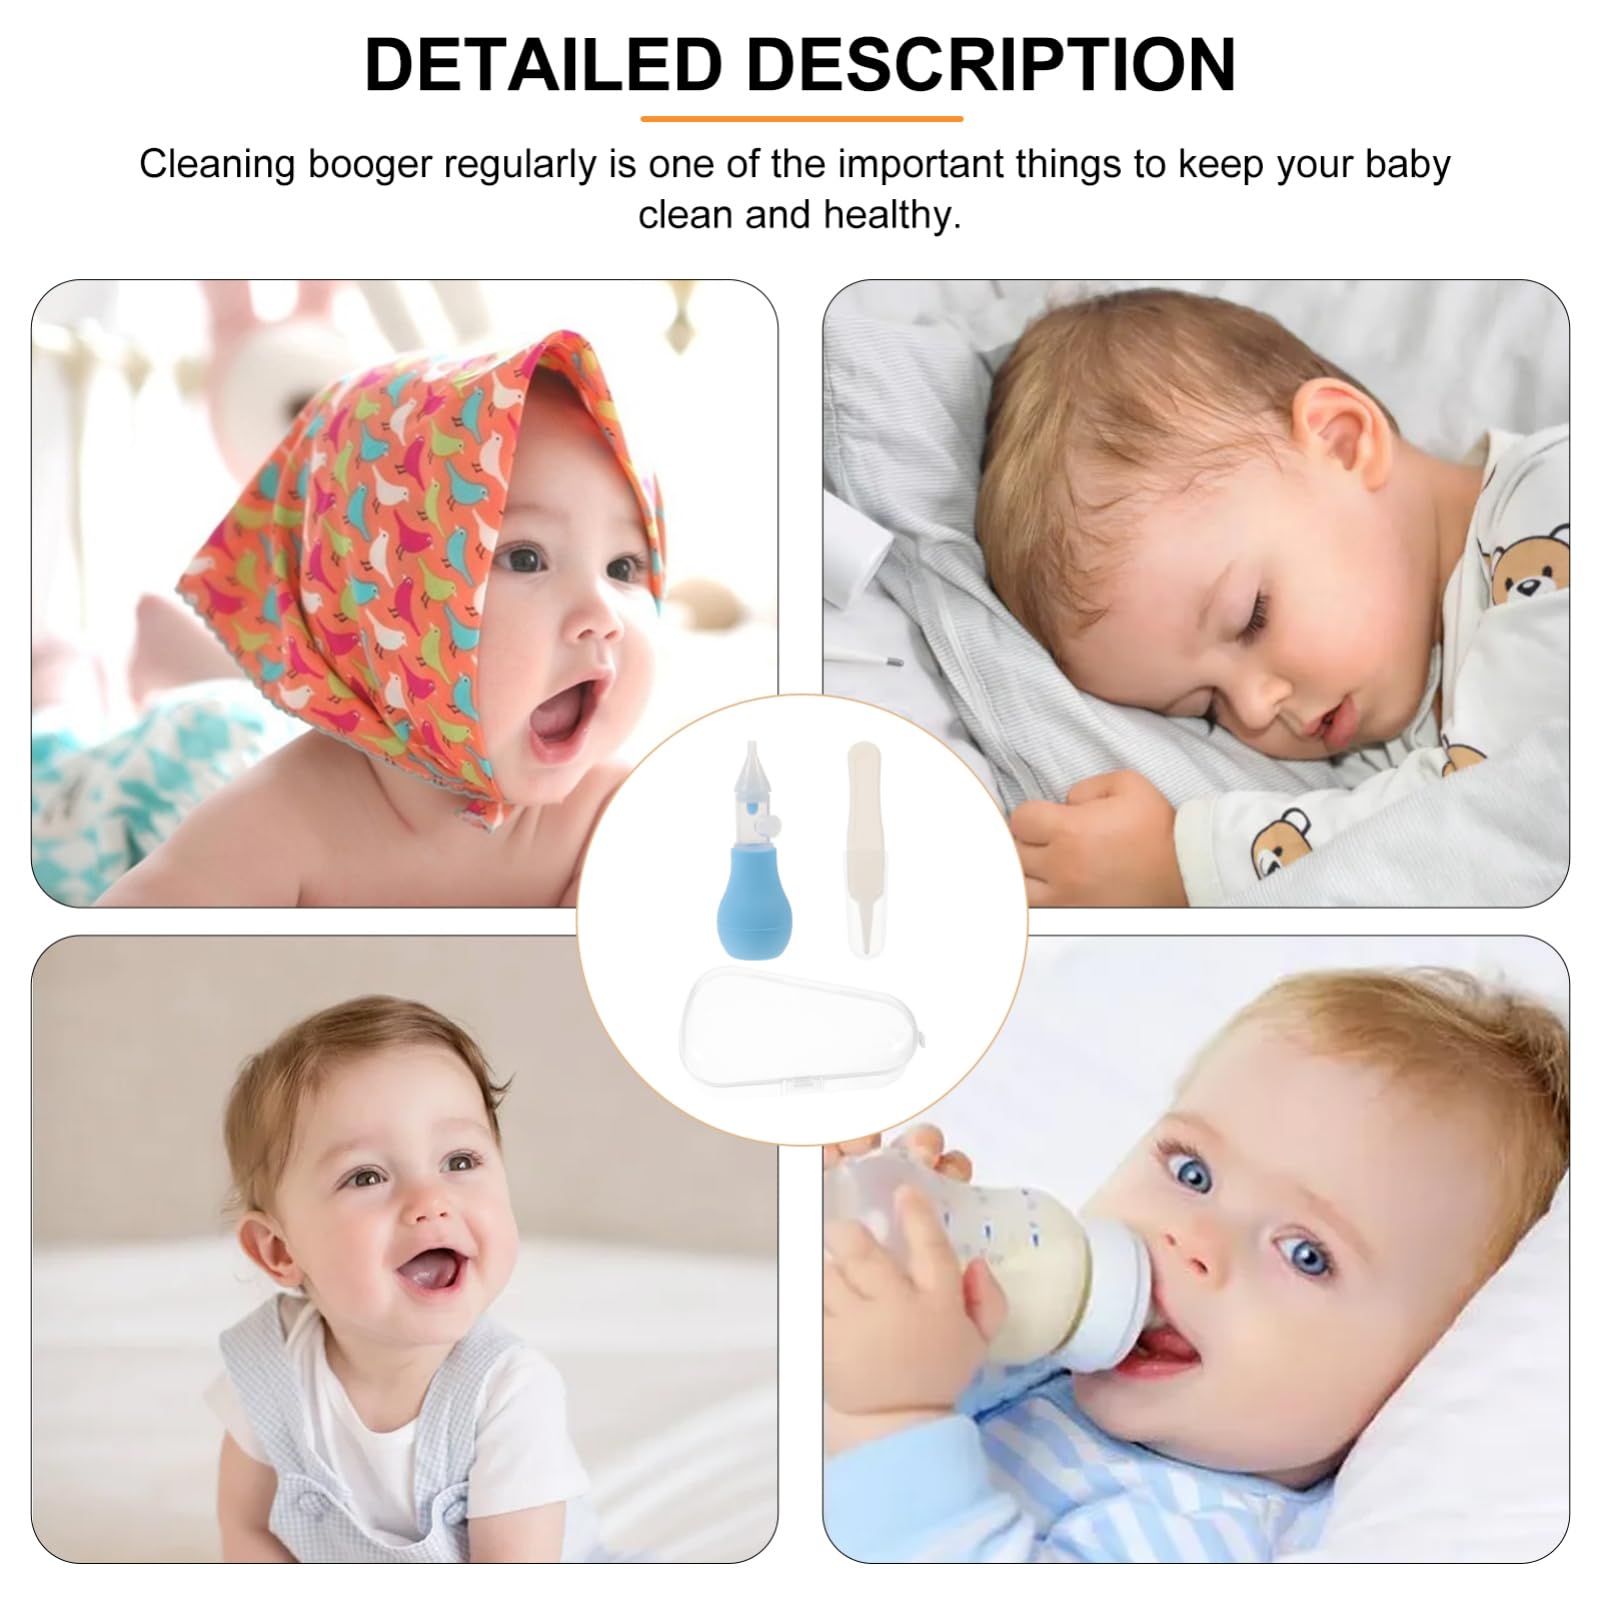 DETAILED DESCRIPTION
Cleaning booger regularly is one of the important things to keep your baby
clean and healthy.